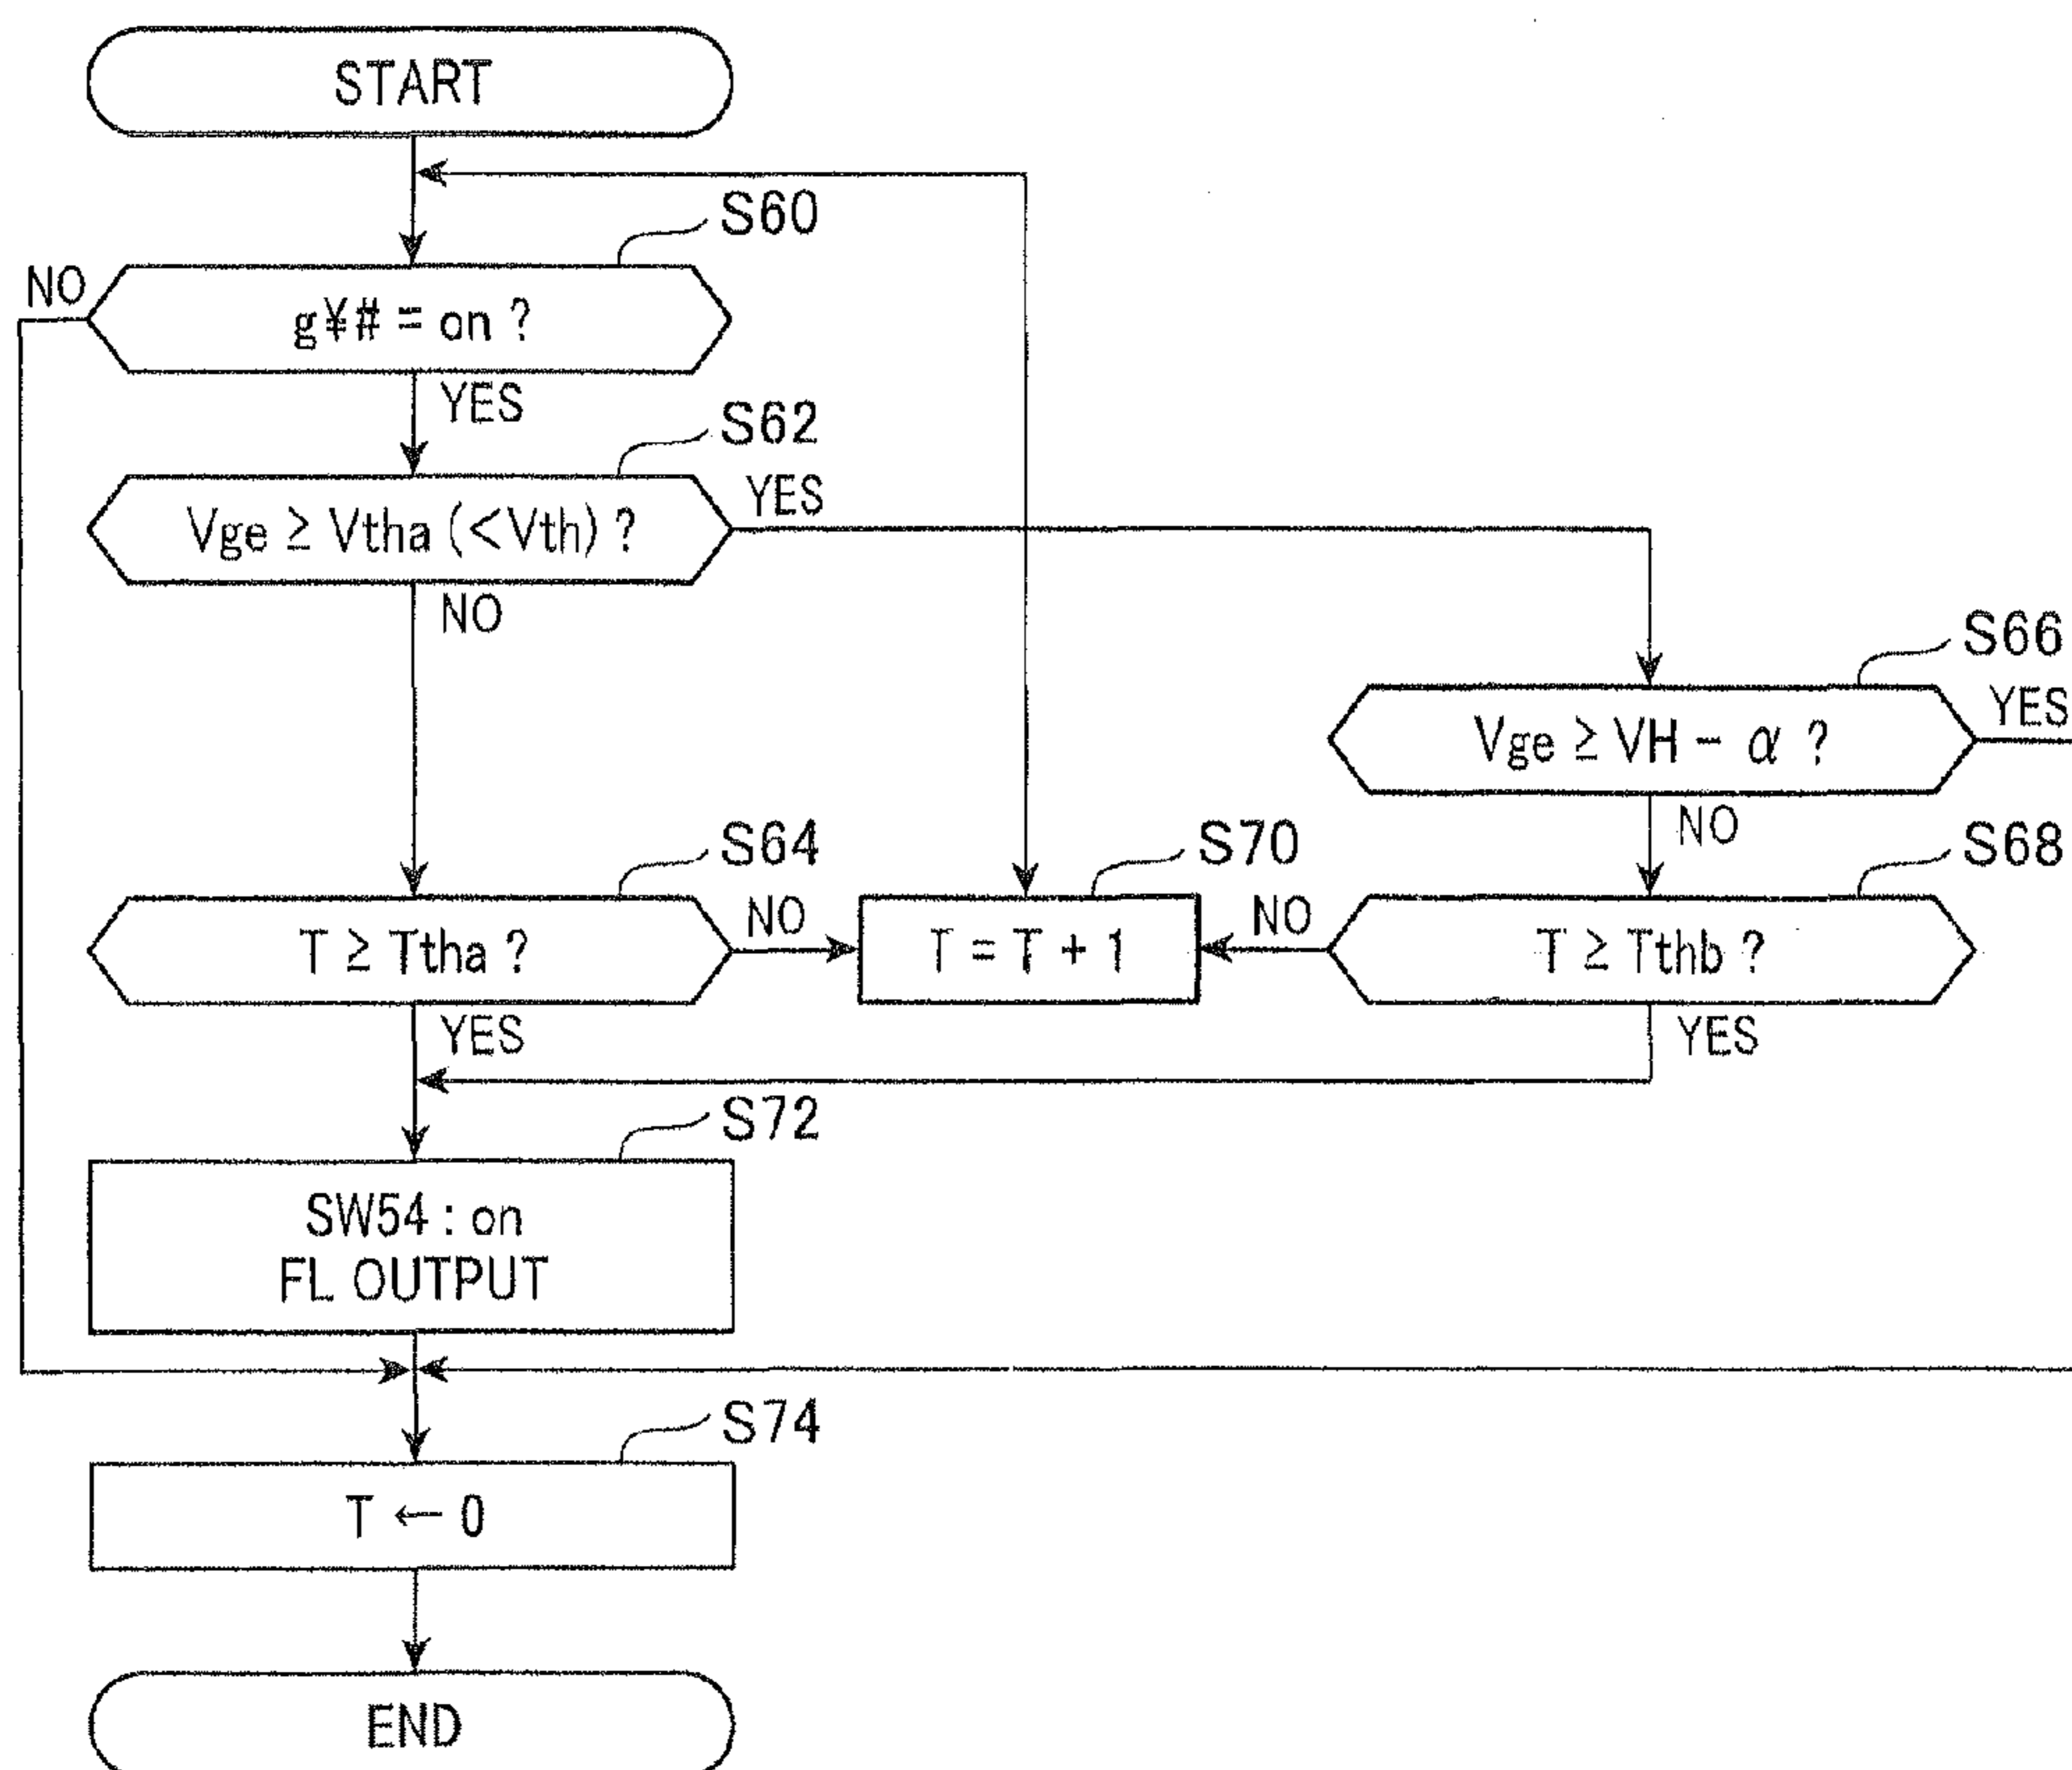 START
S60
NO
g¥# = on ?
YES
S62
YES
Vge ≥ Vtha (<Vth) ?
NO
S66
YES
Vge ≥ VH - α ?
NO
S64
S70
S68
NO
NO
T ≥ Ttha ?
T = T + 1
T ≥ Tthb ?
YES
YES
S72
SW54 : on
FL OUTPUT
S74
T ← 0
END